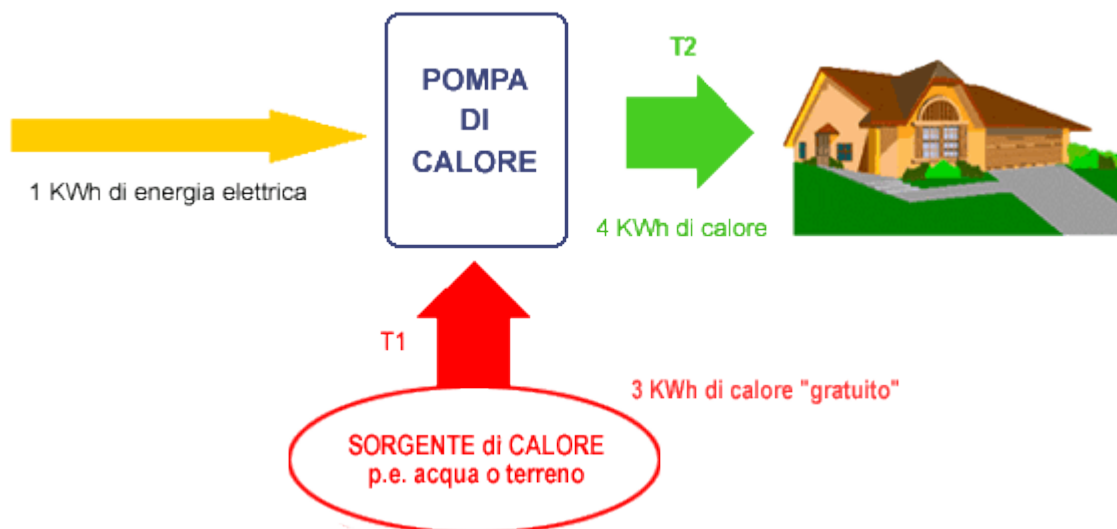 POMPA
DI
CALORE
T2
1 KWh di energia elettrica
4 KWh di calore
T1
3 KWh di calore "gratuito"
SORGENTE di CALORE
p.e. acqua o terreno